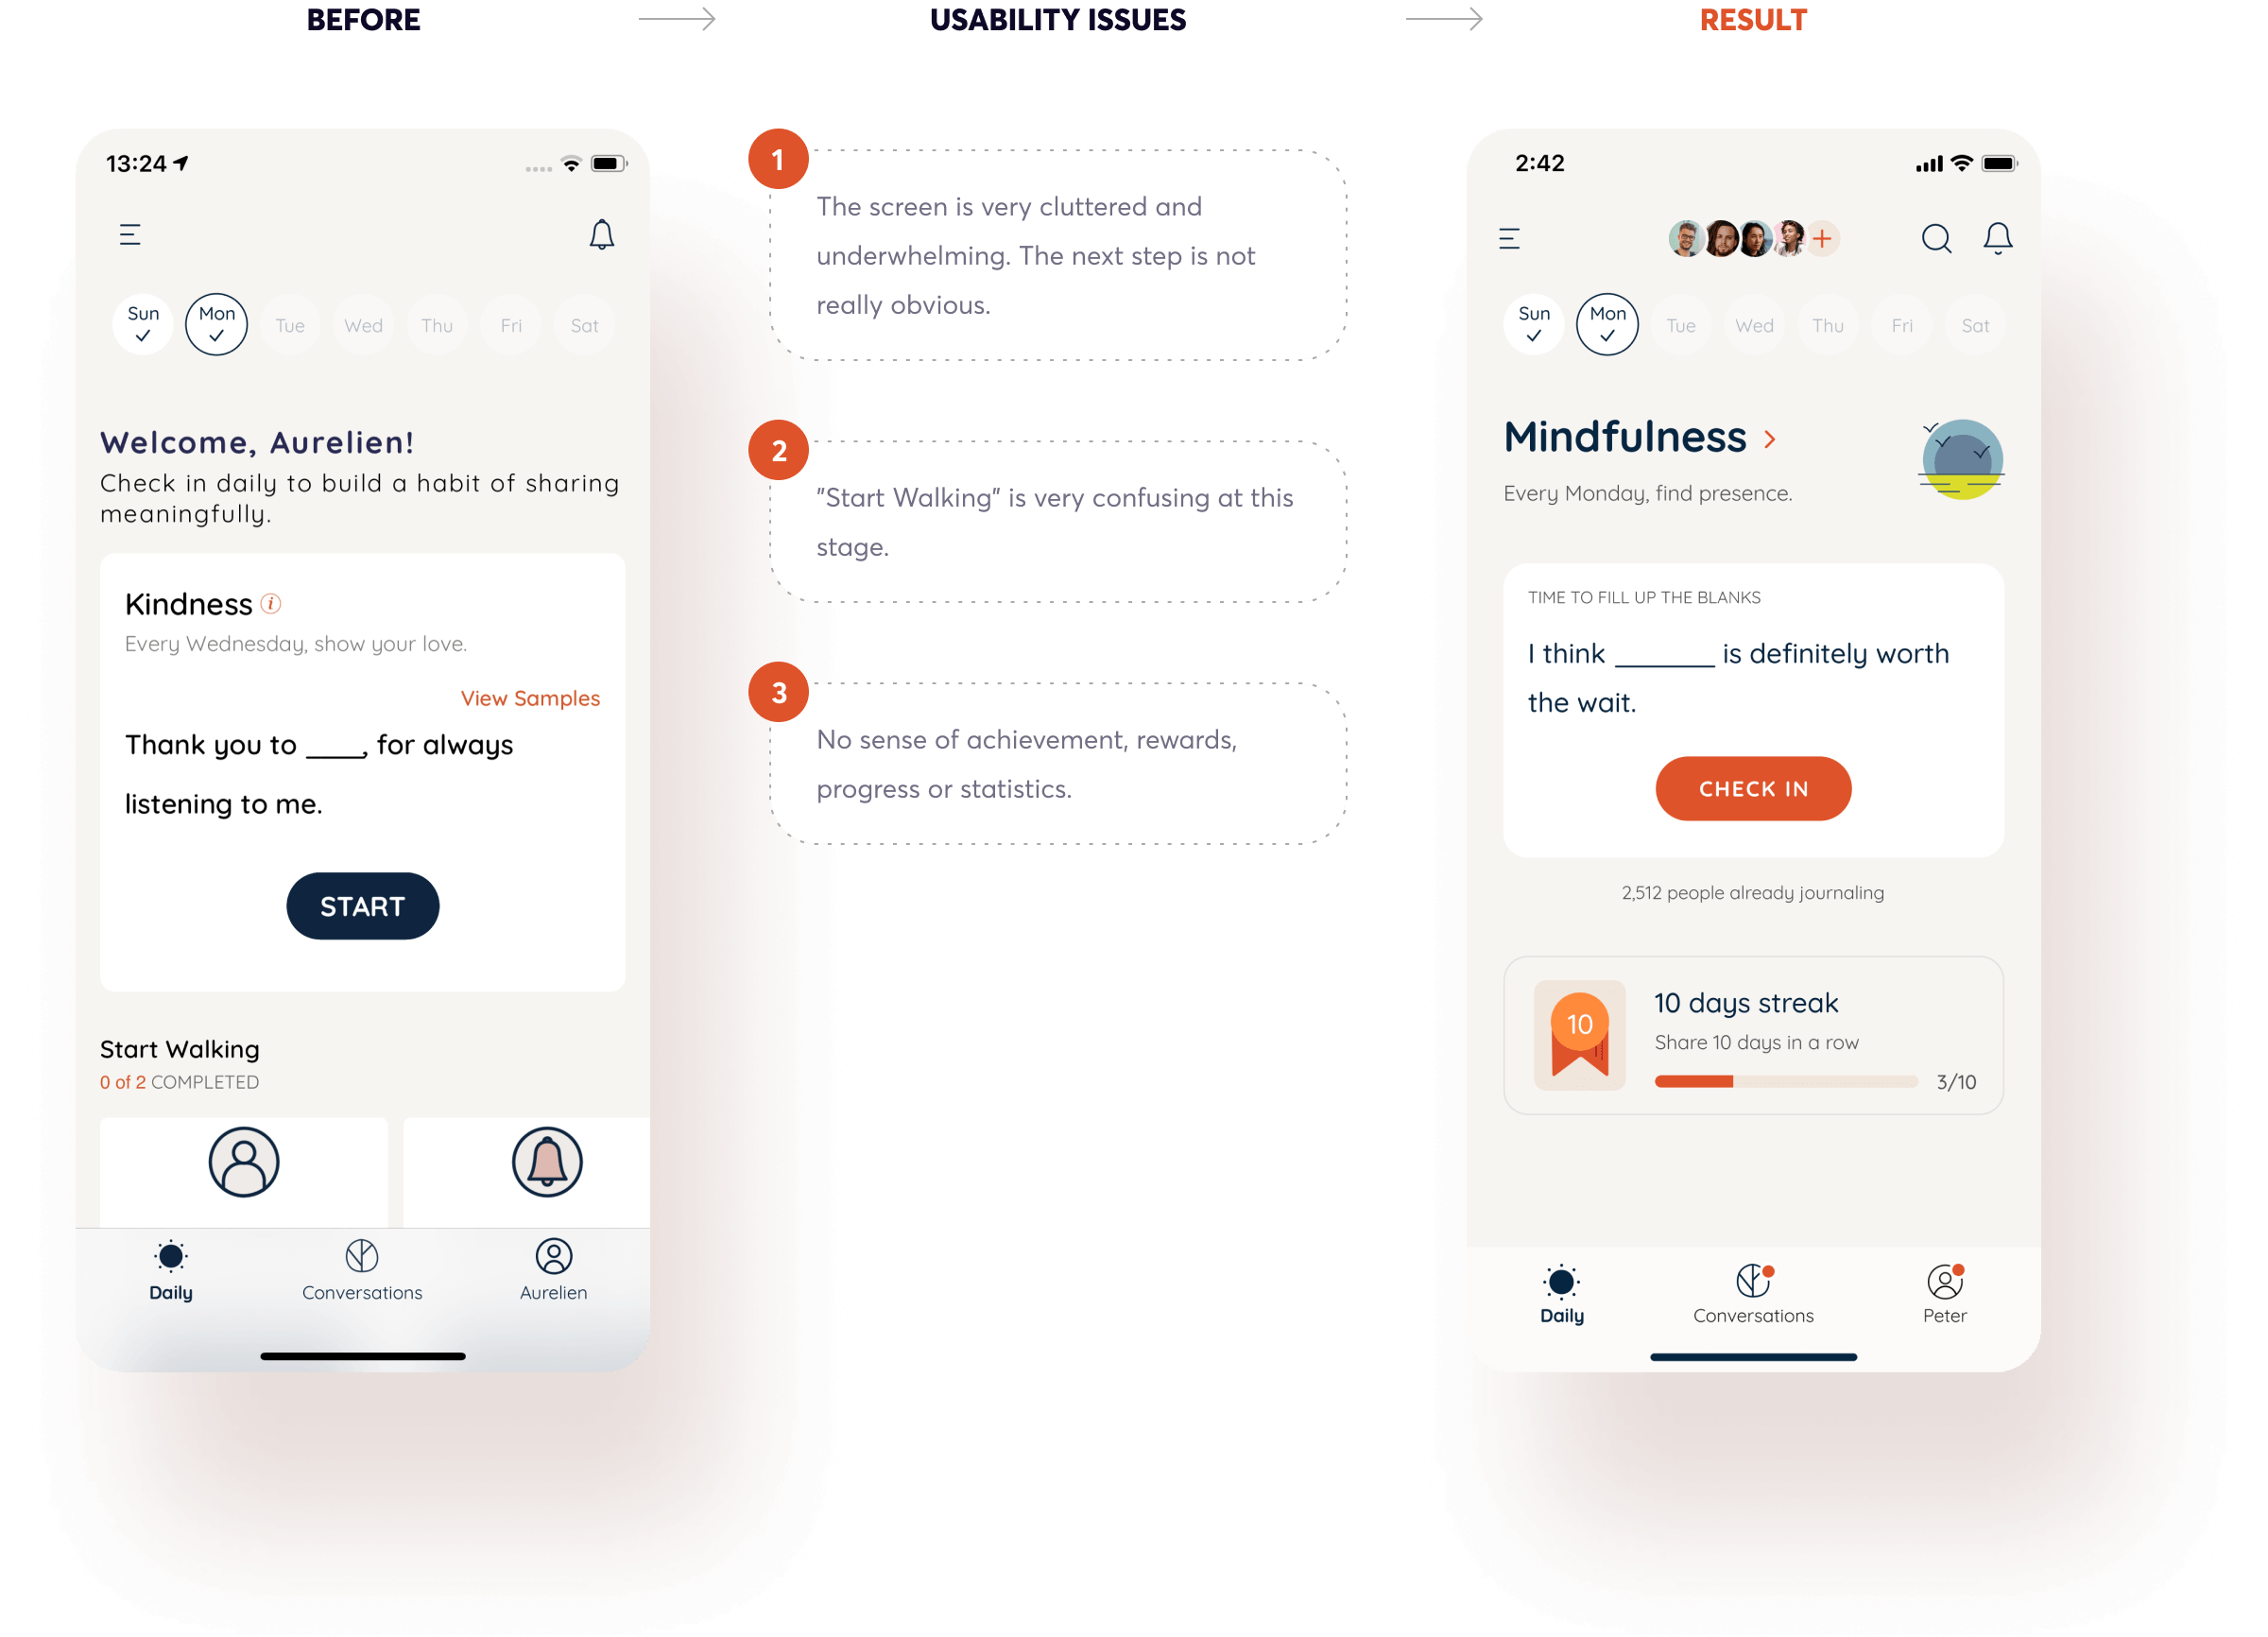 BEFORE
USABILITY ISSUES
RESULT
13:24
Sun
Mon
Tue
Wed
Thu
Fri
Sat
Welcome, Aurelien!
Check in daily to build a habit of sharing
meaningfully.
Kindness i
Every Wednesday, show your love.
View Samples
Thank you to ____, for always
listening to me.
START
Start Walking
0 of 2 COMPLETED
Daily
Conversations
Aurelien
1
The screen is very cluttered and
underwhelming. The next step is not
really obvious.
2
"Start Walking" is very confusing at this
stage.
3
No sense of achievement, rewards,
progress or statistics.
2:42
Sun
Mon
Tue
Wed
Thu
Fri
Sat
Mindfulness
Every Monday, find presence.
TIME TO FILL UP THE BLANKS
I think _______ is definitely worth
the wait.
CHECK IN
2,512 people already journaling
10
10 days streak
Share 10 days in a row
3/10
Daily
Conversations
Peter